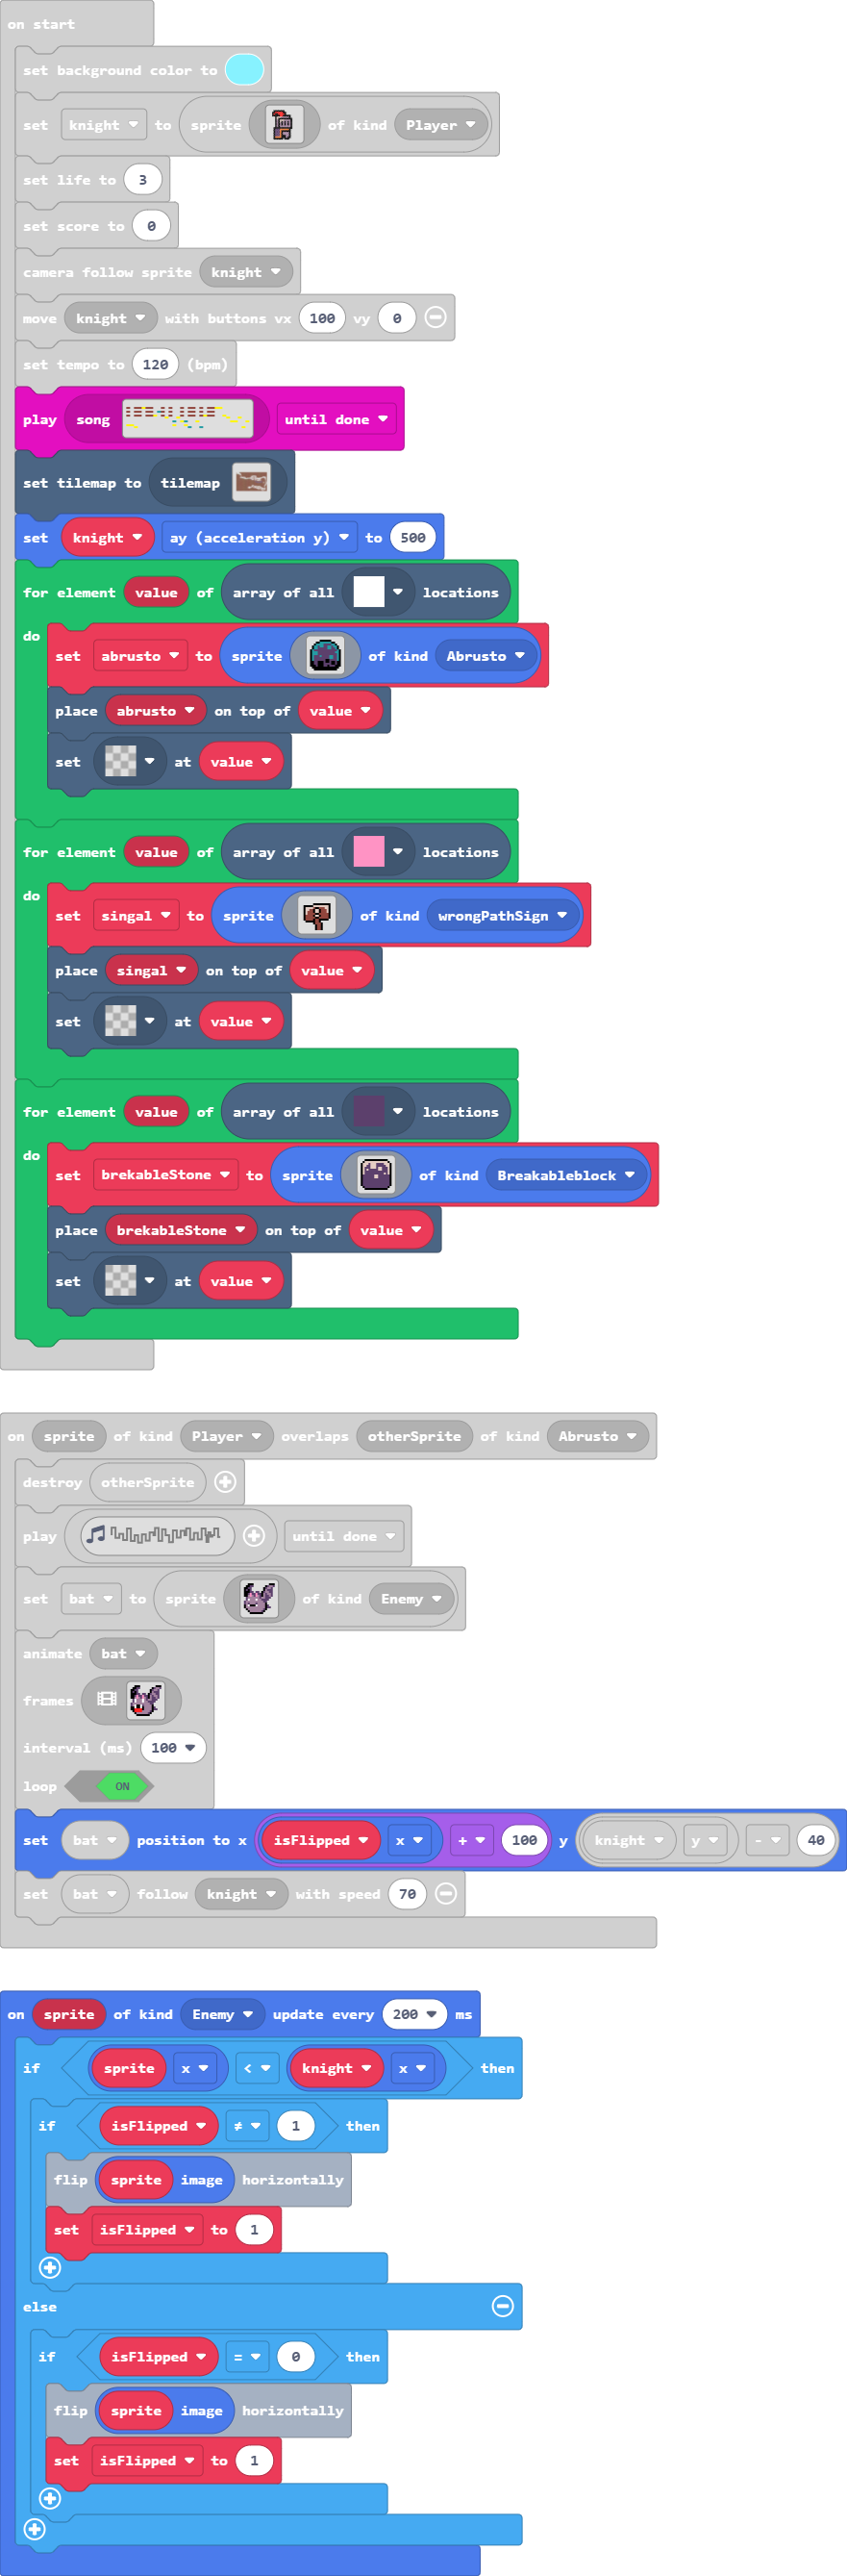 on start
set background color to
set knight to sprite of kind Player
set life to 3
set score to 0
camera follow sprite knight
move knight with buttons vx 100 vy 0
set tempo to 120 (bpm)
play song until done
set tilemap to tilemap
set knight ay (acceleration y) to 500
for element value of array of all locations
do
set abrusto to sprite of kind Abrusto
place abrusto on top of value
set at value
for element value of array of all locations
do
set singal to sprite of kind wrongPathSign
place singal on top of value
set at value
for element value of array of all locations
do
set brekableStone to sprite of kind Breakableblock
place brekableStone on top of value
set at value
on sprite of kind Player overlaps otherSprite of kind Abrusto
destroy otherSprite
play until done
set bat to sprite of kind Enemy
animate bat
frames
interval (ms) 100
loop ON
set bat position to x isFlipped x + 100 y knight y - 40
set bat follow knight with speed 70
on sprite of kind Enemy update every 200 ms
if sprite x < knight x then
if isFlipped ≠ 1 then
flip sprite image horizontally
set isFlipped to 1
else
if isFlipped = 0 then
flip sprite image horizontally
set isFlipped to 1